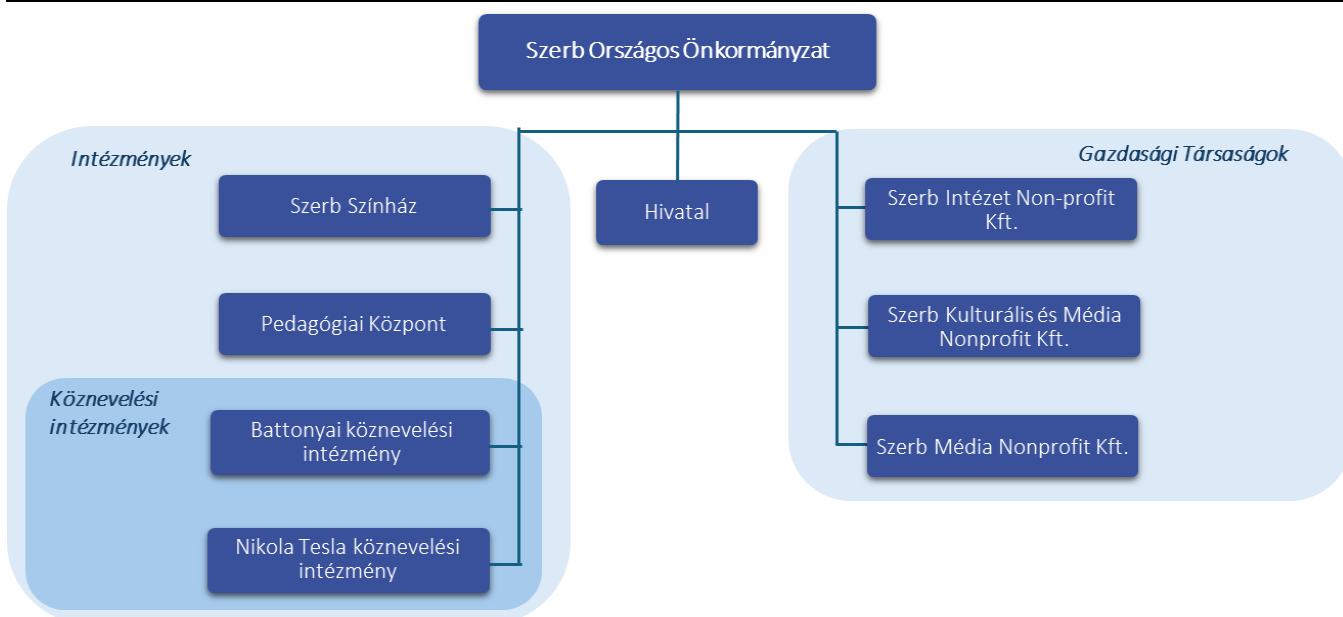 Szerb Országos Önkormányzat
Intézmények
Szerb Színház
Pedagógiai Központ
Köznevelési
intézmények
Battonyai köznevelési
intézmény
Nikola Tesla köznevelési
intézmény
Hivatal
Gazdasági Társaságok
Szerb Intézet Non-profit
Kft.
Szerb Kulturális és Média
Nonprofit Kft.
Szerb Média Nonprofit Kft.